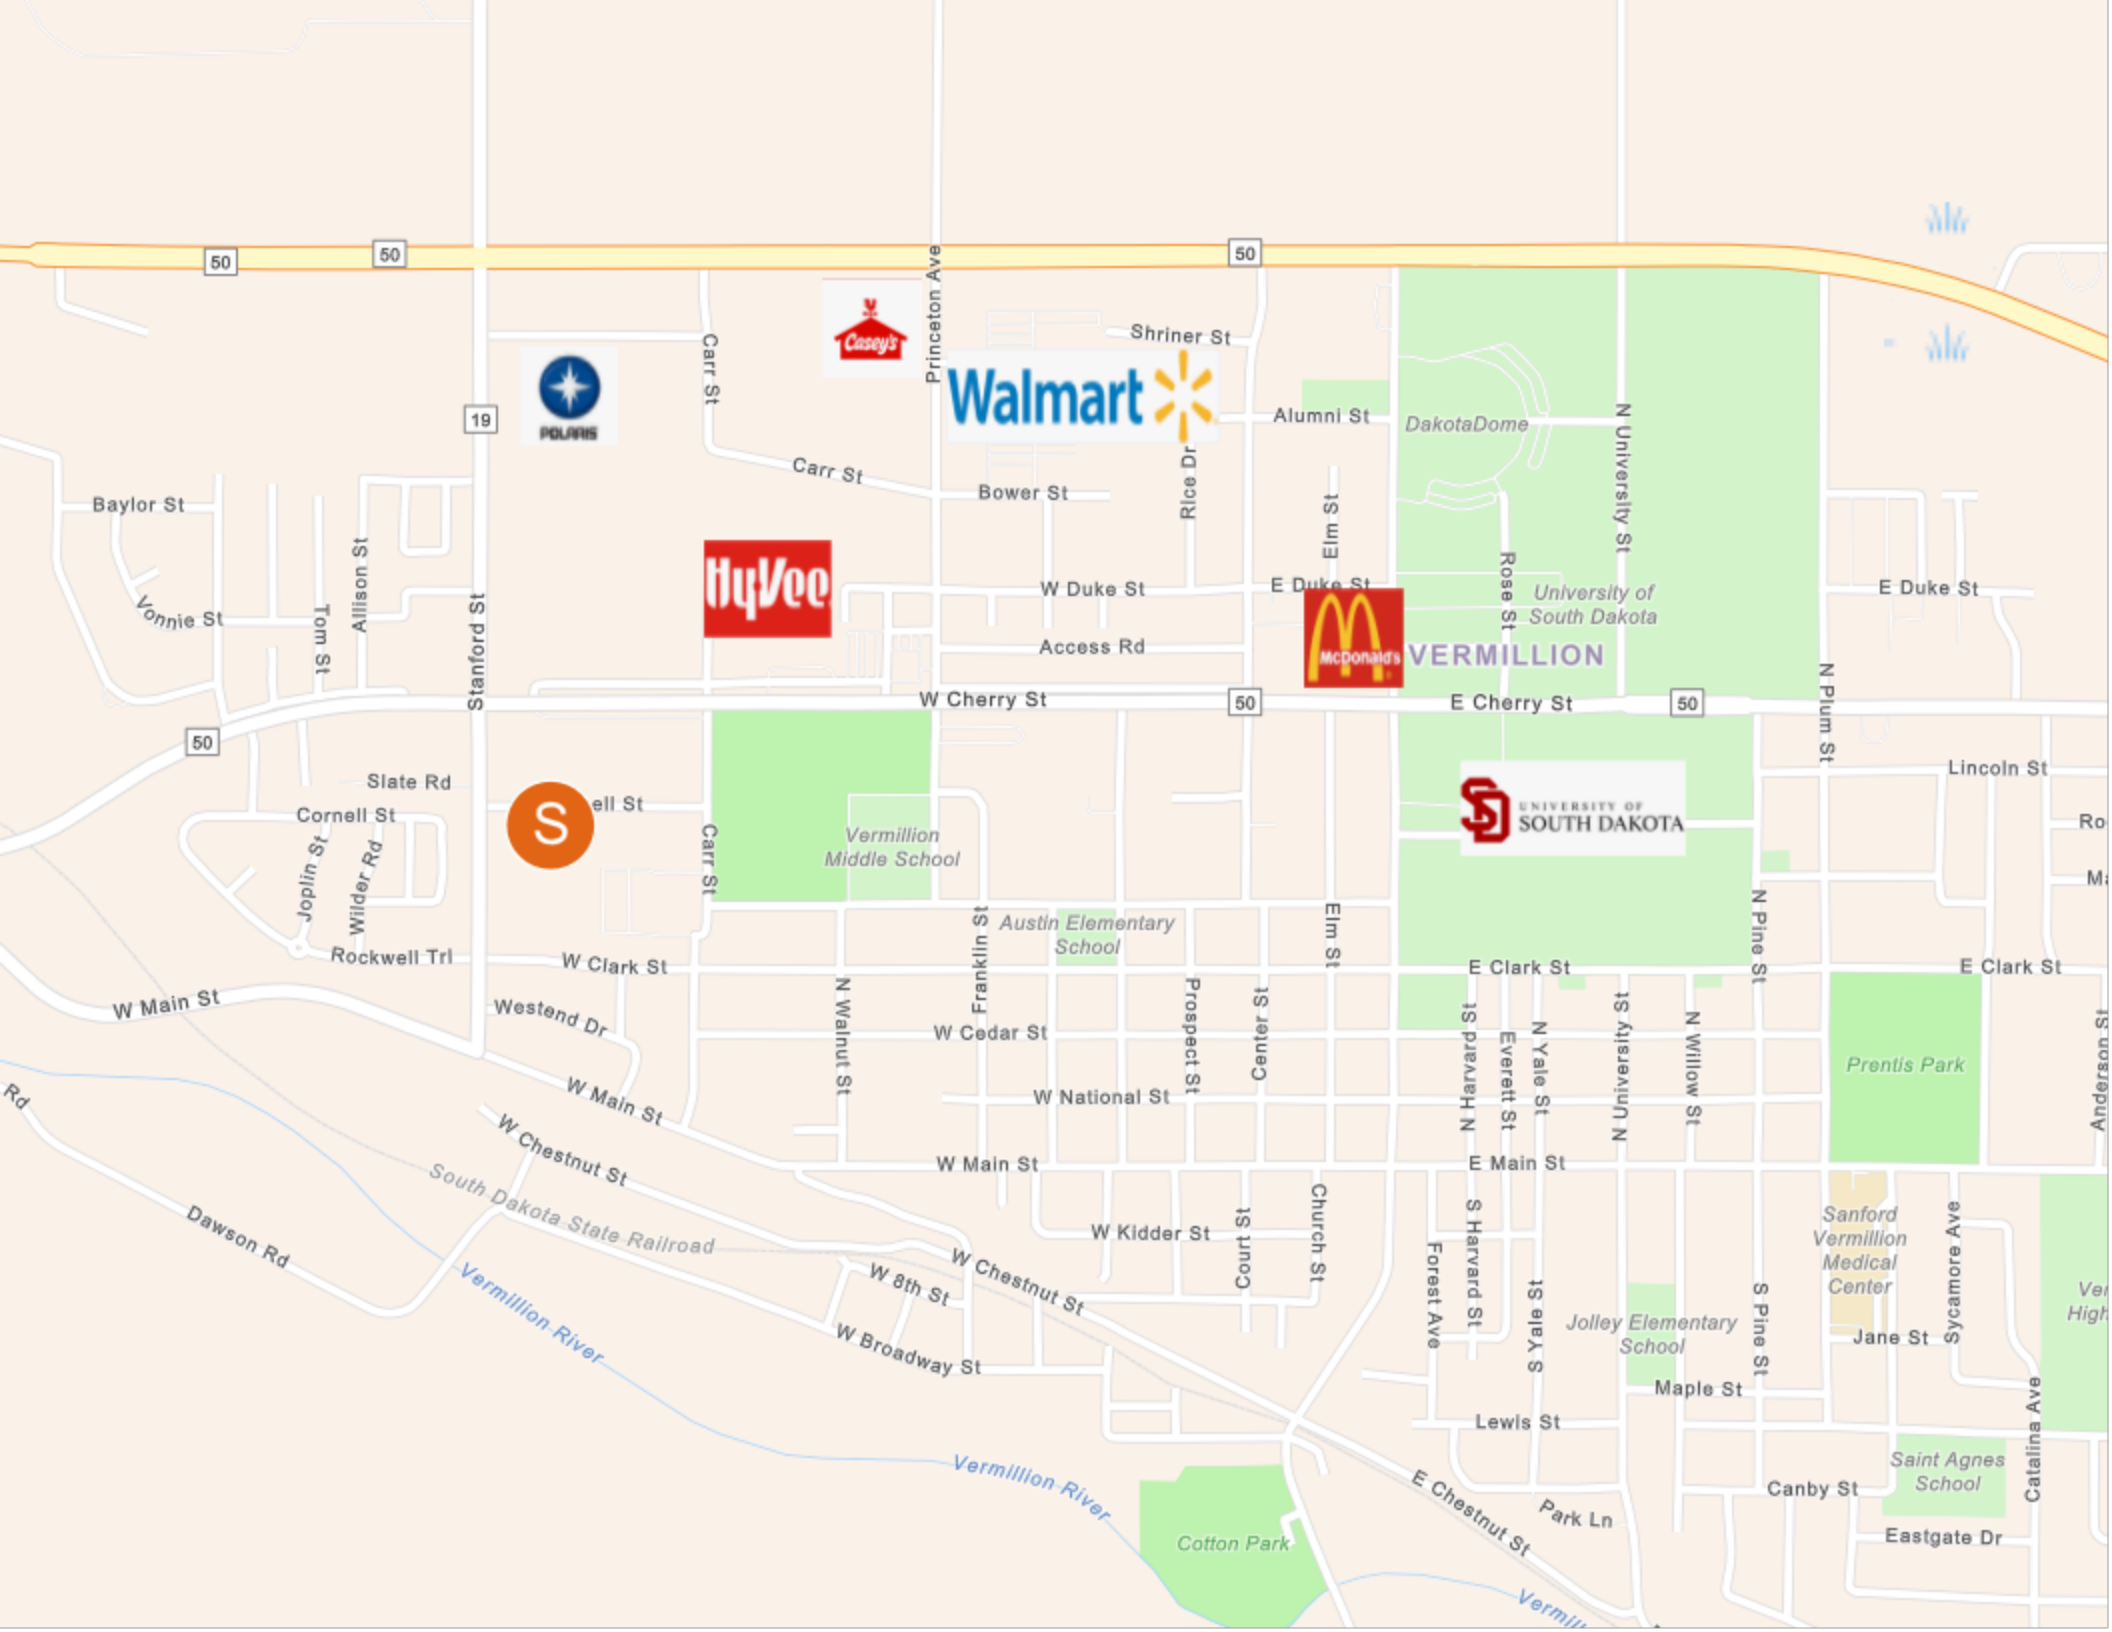 50
50
50
Princeton Ave
Casey's
Shriner St
Carr St
POLARIS
Walmart
19
Alumni St
DakotaDome
N University St
Carr St
Bower St
Rice Dr
Elm St
Baylor St
Allison St
HyVee
W Duke St
E Duke St
Rose St
University of
South Dakota
E Duke St
Vonnie St
Tom St
Stanford St
Access Rd
McDonald's
VERMILLION
W Cherry St
50
E Cherry St
50
N Plum St
50
Slate Rd
Lincoln St
Cornell St
S
ell St
UNIVERSITY OF
SOUTH DAKOTA
Ro
Joplin St
Wilder Rd
Carr St
Vermillion
Middle School
Ma
Franklin St
Austin Elementary
School
Elm St
N Pine St
Rockwell Trl
W Clark St
E Clark St
E Clark St
W Main St
Westend Dr
N Walnut St
W Cedar St
Prospect St
Center St
N Harvard St
Everett St
N Yale St
N University St
N Willow St
Prentis Park
Anderson St
Rd
W Main St
W National St
W Chestnut St
W Main St
E Main St
South Dakota State Railroad
Dawson Rd
W Kidder St
Court St
Church St
Forest Ave
S Harvard St
S Yale St
Sanford
Vermillion
Medical
Center
Sycamore Ave
Vermillion River
W 8th St
W Chestnut St
Jolley Elementary
School
S Pine St
Jane St
Ver
High
W Broadway St
Maple St
Lewis St
Catalina Ave
Vermillion River
E Chestnut St
Park Ln
Canby St
Saint Agnes
School
Eastgate Dr
Cotton Park
Vermill